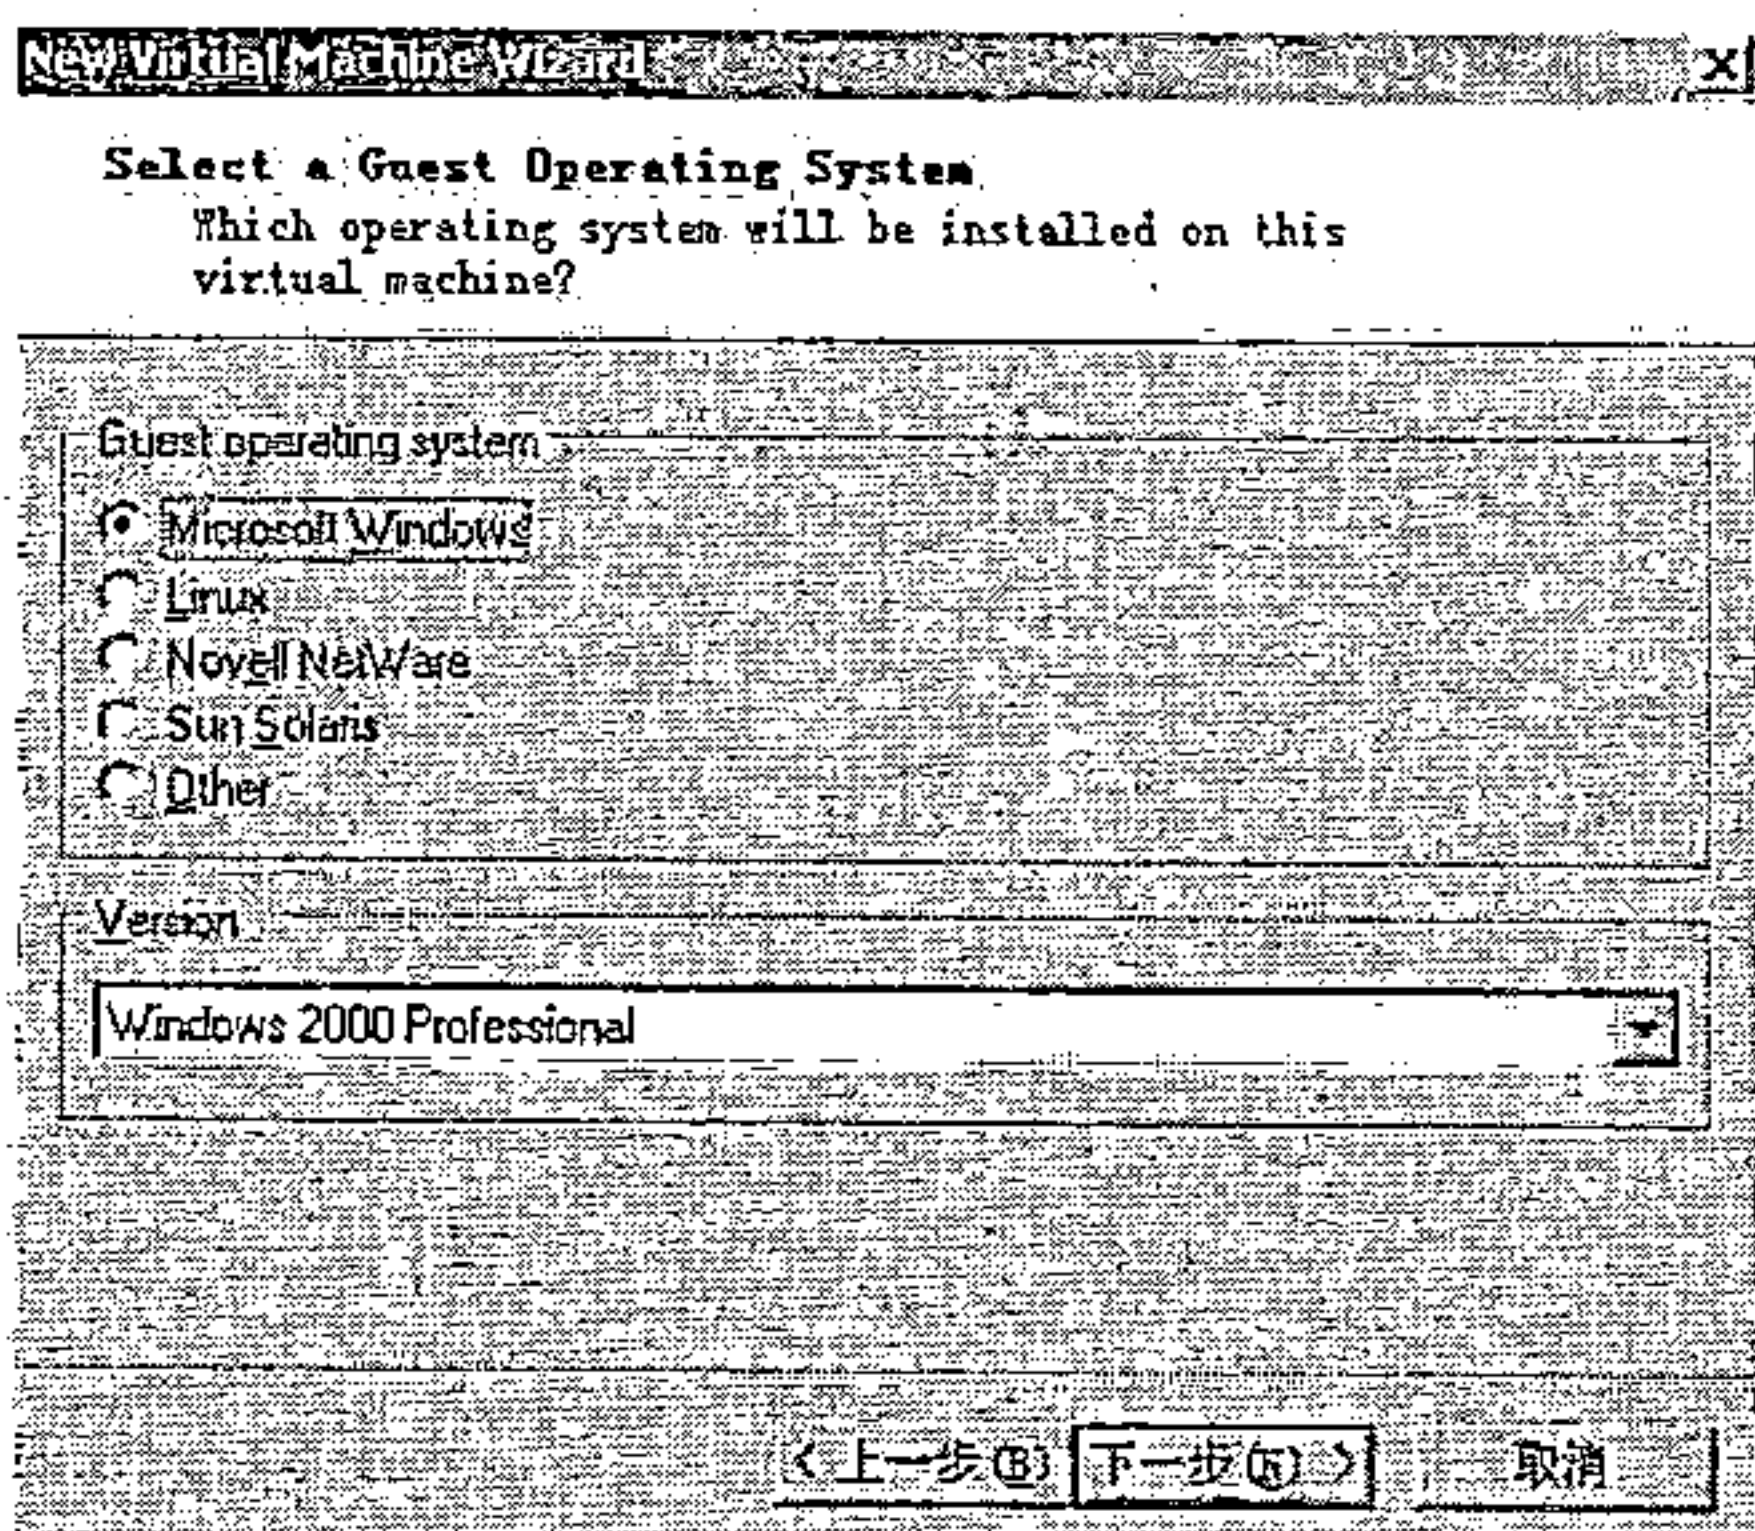 New Virtual Machine Wizard
Select a Guest Operating System
Which operating system will be installed on this
virtual machine?
Guest operating system
Microsoft Windows
Linux
Novell NetWare
Sun Solaris
Other
Version
Windows 2000 Professional
< 上一步(B) 下一步(N) > 取消